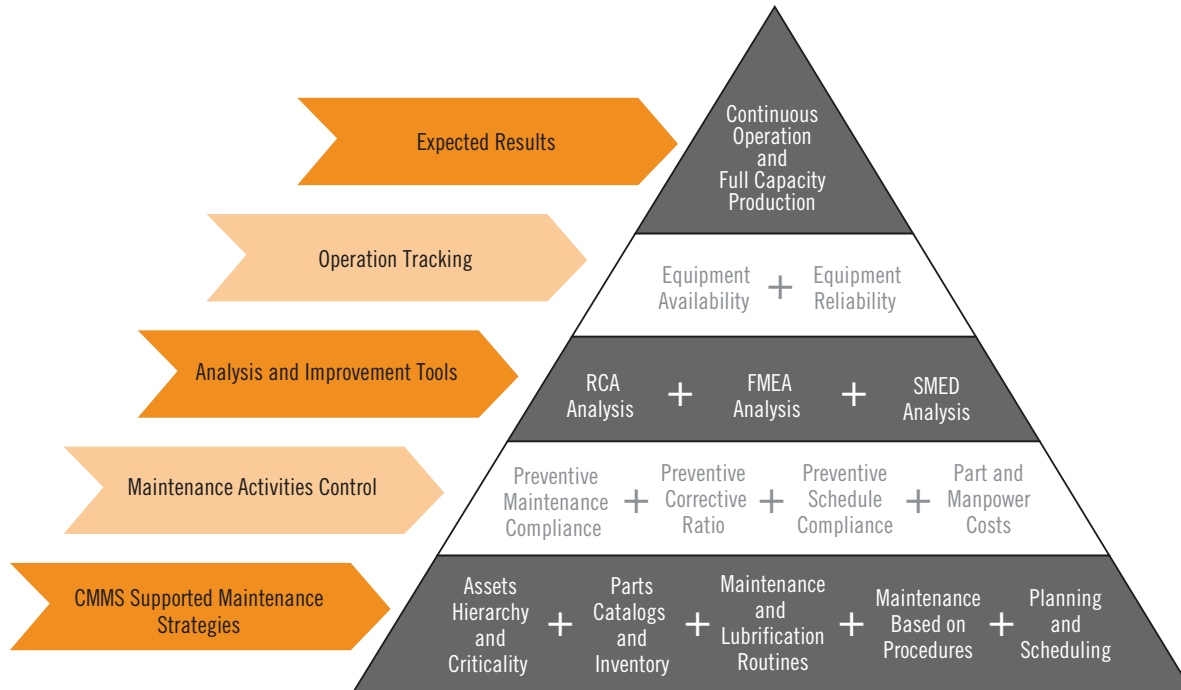 Expected Results
Continuous
Operation
and
Full Capacity
Production
Operation Tracking
Equipment
Availability
+
Equipment
Reliability
Analysis and Improvement Tools
RCA
Analysis
+
FMEA
Analysis
+
SMED
Analysis
Maintenance Activities Control
Preventive
Maintenance
Compliance
+
Preventive
Corrective
Ratio
+
Preventive
Schedule
Compliance
+
Part and
Manpower
Costs
CMMS Supported Maintenance
Strategies
Assets
Hierarchy
and
Criticality
+
Parts
Catalogs
and
Inventory
+
Maintenance
and
Lubrification
Routines
+
Maintenance
Based on
Procedures
+
Planning
and
Scheduling